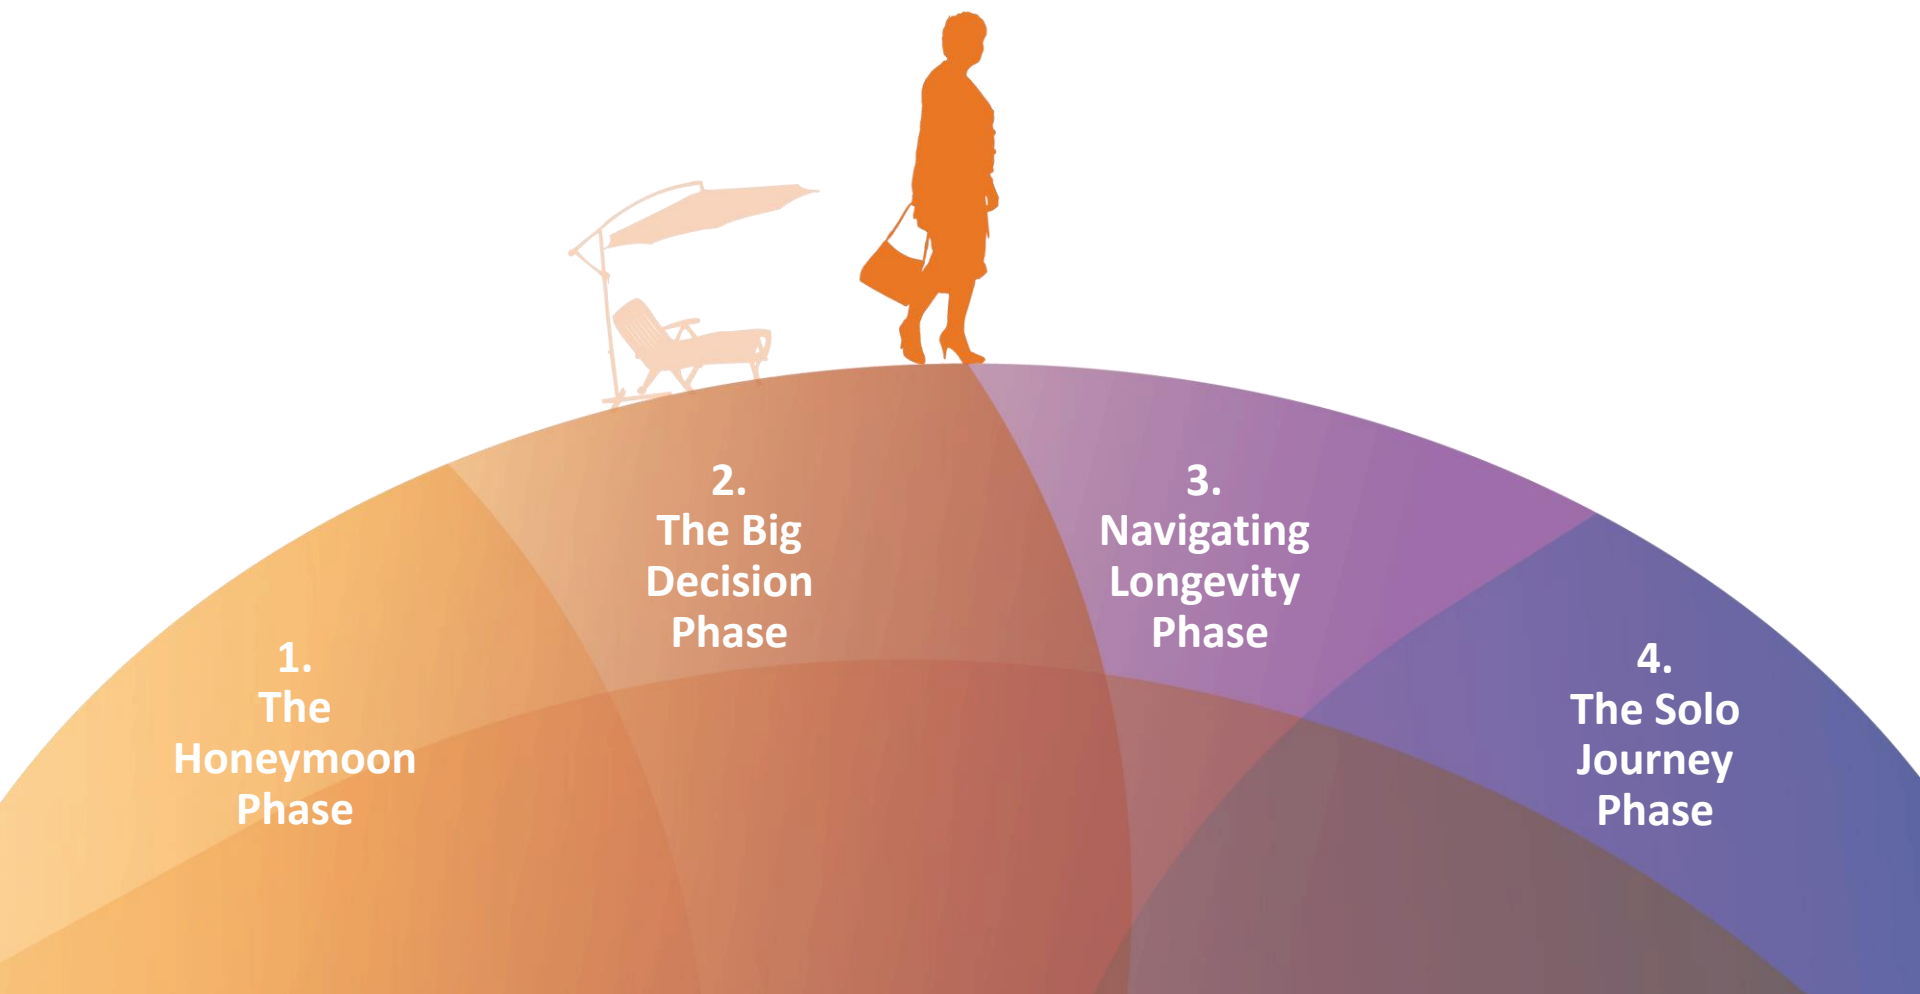 1.
The
Honeymoon
Phase
2.
The Big
Decision
Phase
3.
Navigating
Longevity
Phase
4.
The Solo
Journey
Phase